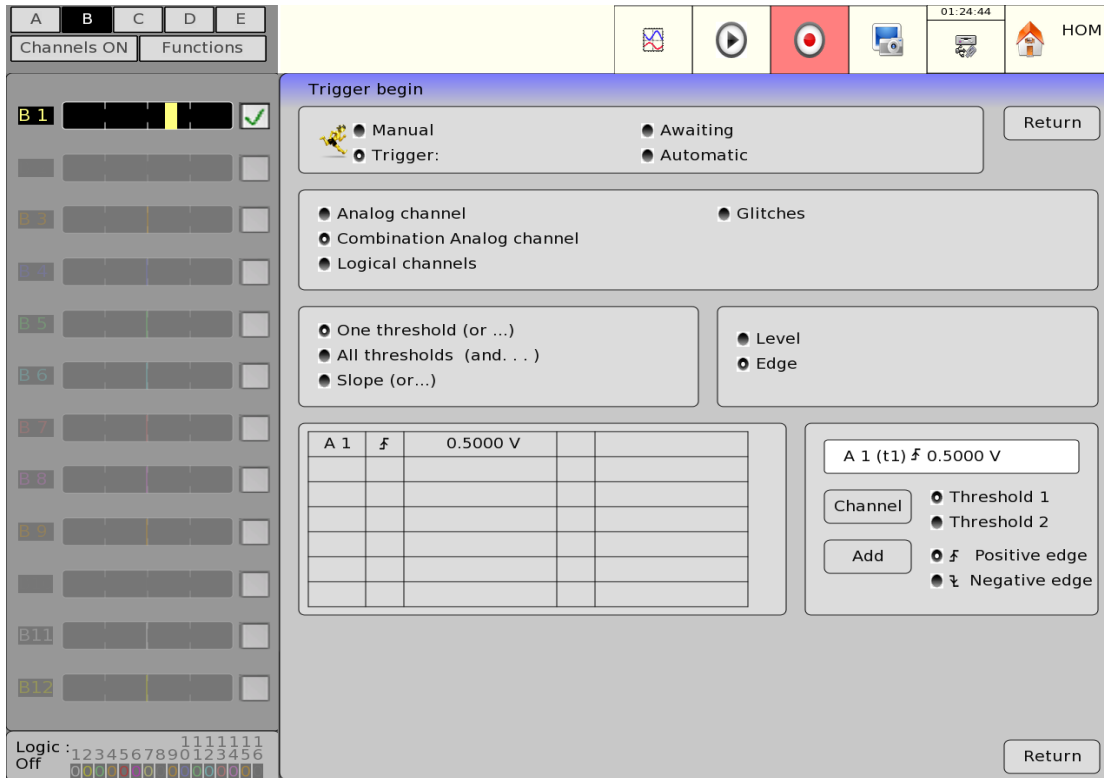 A B C D E
Channels ON Functions
01:24:44
HOM
B 1
B 3
B 4
B 5
B 6
B 7
B 8
B 9
B11
B12
Logic :
Off
1111111
1234567890123456
Trigger begin
Manual
Trigger:
Awaiting
Automatic
Return
Analog channel
Combination Analog channel
Logical channels
Glitches
One threshold (or ...)
All thresholds (and. . . )
Slope (or...)
Level
Edge
A 1 0.5000 V
A 1 (t1) 0.5000 V
Channel
Threshold 1
Threshold 2
Add
Positive edge
Negative edge
Return